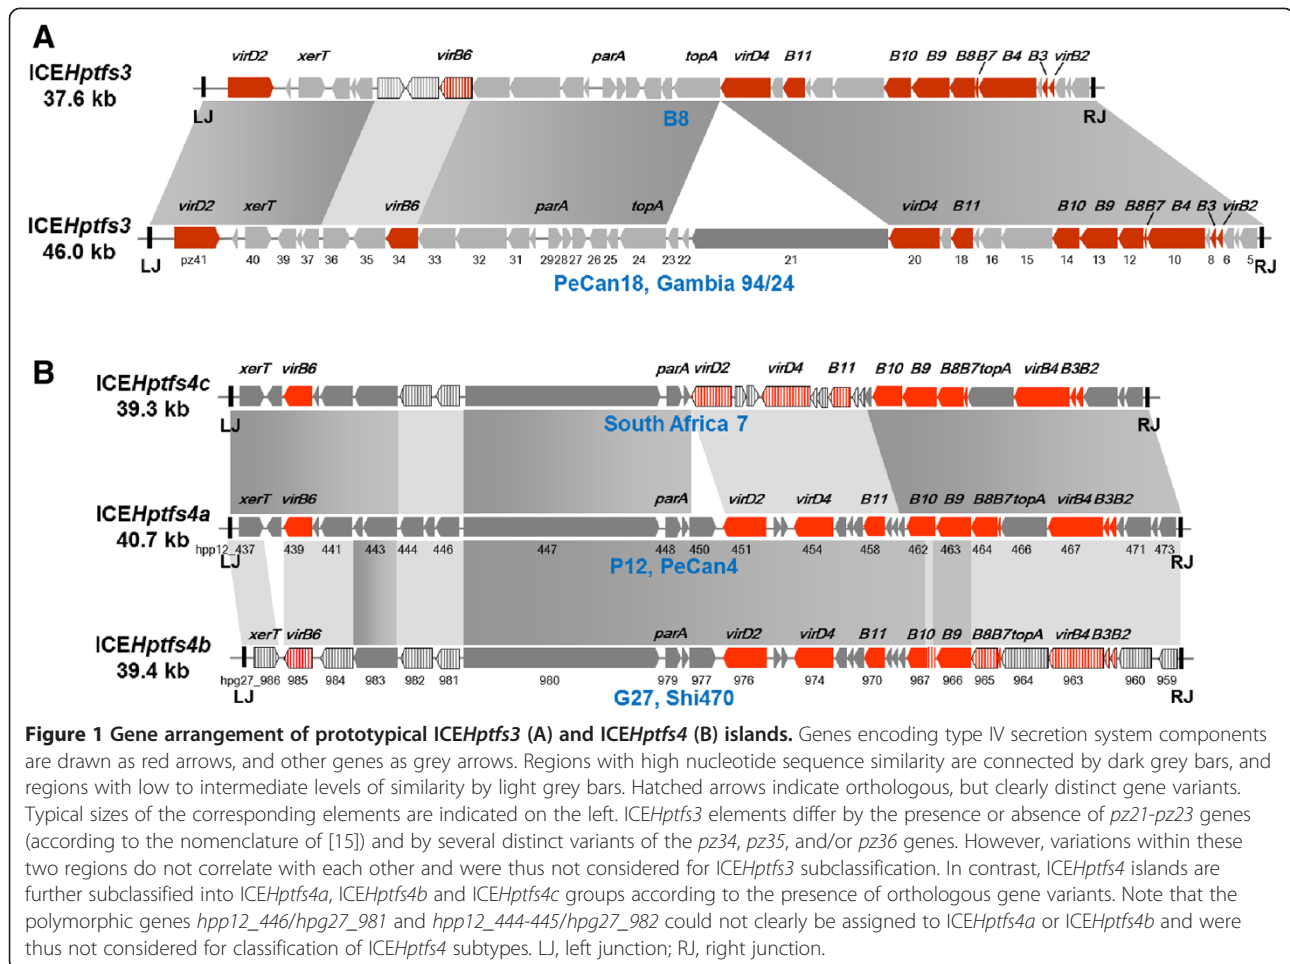 A
virD2 xerT virB6 parA topA virD4 B11 B10 B9 B8B7 B4 B3 virB2
ICEHptfs3
37.6 kb
LJ B8 RJ
virD2 xerT virB6 parA topA virD4 B11 B10 B9 B8B7 B4 B3 virB2
ICEHptfs3
46.0 kb
LJ pz41 40 39 37 36 35 34 33 32 31 29 28 27 26 25 24 23 22 21 20 18 16 15 14 13 12 10 8 6 5 RJ
PeCan18, Gambia 94/24
B
xerT virB6 parA virD2 virD4 B11 B10 B9 B8B7topA virB4 B3B2
ICEHptfs4c
39.3 kb
LJ South Africa 7 RJ
xerT virB6 parA virD2 virD4 B11 B10 B9 B8B7topA virB4 B3B2
ICEHptfs4a
40.7 kb
hpp12_437 439 441 443 444 446 447 448 450 451 454 458 462 463 464 466 467 471 473
LJ P12, PeCan4 RJ
xerT virB6 parA virD2 virD4 B11 B10 B9 B8B7topA virB4 B3B2
ICEHptfs4b
39.4 kb
hpg27_986 985 984 983 982 981 980 979 977 976 974 970 967 966 965 964 963 960 959
LJ G27, Shi470 RJ
Figure 1 Gene arrangement of prototypical ICEHptfs3 (A) and ICEHptfs4 (B) islands. Genes encoding type IV secretion system components
are drawn as red arrows, and other genes as grey arrows. Regions with high nucleotide sequence similarity are connected by dark grey bars, and
regions with low to intermediate levels of similarity by light grey bars. Hatched arrows indicate orthologous, but clearly distinct gene variants.
Typical sizes of the corresponding elements are indicated on the left. ICEHptfs3 elements differ by the presence or absence of pz21-pz23 genes
(according to the nomenclature of [15]) and by several distinct variants of the pz34, pz35, and/or pz36 genes. However, variations within these
two regions do not correlate with each other and were thus not considered for ICEHptfs3 subclassification. In contrast, ICEHptfs4 islands are
further subclassified into ICEHptfs4a, ICEHptfs4b and ICEHptfs4c groups according to the presence of orthologous gene variants. Note that the
polymorphic genes hpp12_446/hpg27_981 and hpp12_444-445/hpg27_982 could not clearly be assigned to ICEHptfs4a or ICEHptfs4b and were
thus not considered for classification of ICEHptfs4 subtypes. LJ, left junction; RJ, right junction.